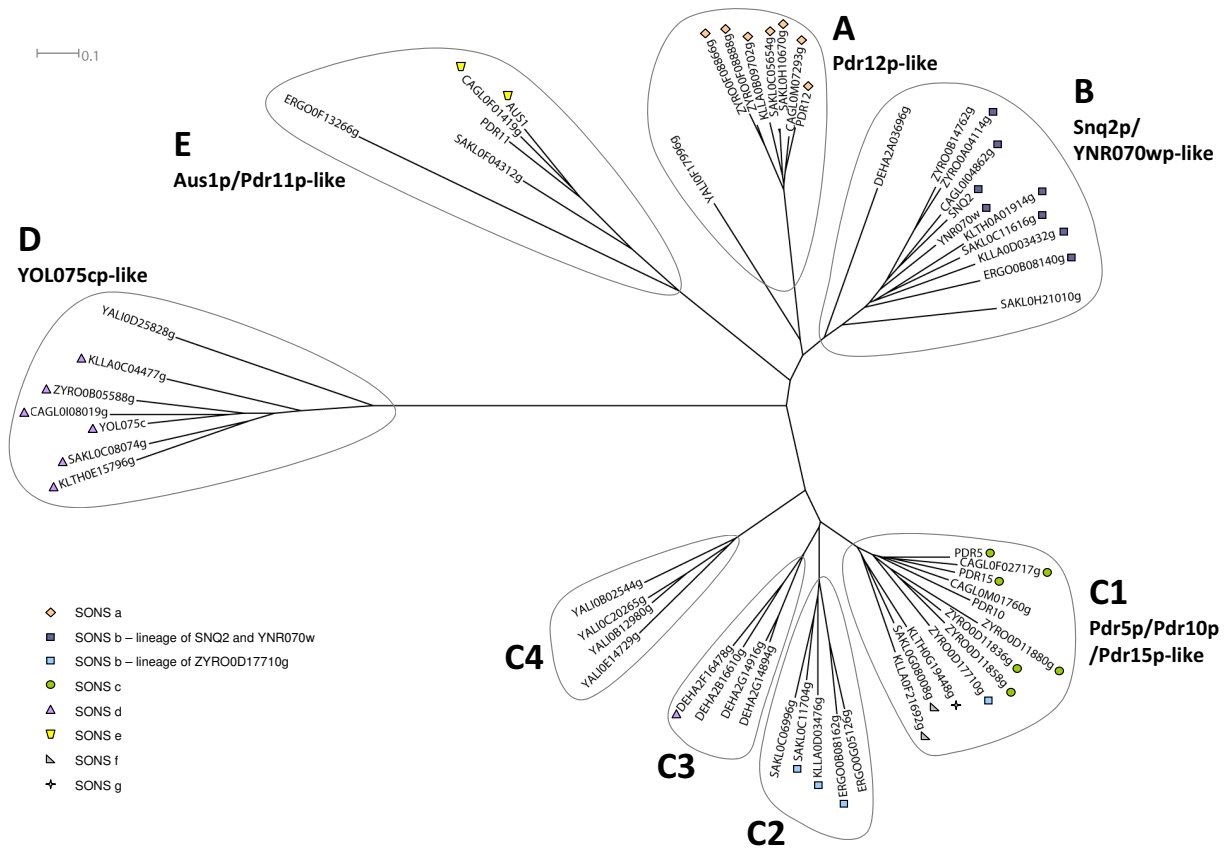 0.1
A
Pdr12p-like
ZYRO0F08866g
ZYRO0F08888g
KLLA0B09702g
SAKL0C05654g
SAKL0H10670g
CAGL0M07293g
PDR12
YALI0F17996g
B
Snq2p/
YNR070wp-like
DEHA2A03696g
ZYRO0B14762g
ZYRO0A04114g
CAGL0I04862g
SNQ2
YNR070w
KLTH0A01914g
SAKL0C11616g
KLLA0D03432g
ERGO0B08140g
SAKL0H21010g
E
Aus1p/Pdr11p-like
ERGO0F13266g
CAGL0F01419g
AUS1
PDR11
SAKL0F04312g
D
YOL075cp-like
YALI0D25828g
KLLA0C04477g
ZYRO0B05588g
CAGL0I08019g
YOL075c
SAKL0C08074g
KLTH0E15796g
C4
YALI0B02544g
YALI0C20265g
YALI0B12980g
YALI0E14729g
C3
DEHA2F16478g
DEHA2B16610g
DEHA2G14916g
DEHA2G14894g
C2
SAKL0C06996g
SAKL0C11704g
KLLA0D03476g
ERGO0B08162g
ERGO0G05126g
C1
Pdr5p/Pdr10p
/Pdr15p-like
PDR5
CAGL0F02717g
PDR15
CAGL0M01760g
PDR10
ZYRO0D11880g
ZYRO0D11836g
ZYRO0D11858g
ZYRO0D17710g
KLTH0G19448g
SAKL0G08008g
KLLA0F21692g
SONS a
SONS b – lineage of SNQ2 and YNR070w
SONS b – lineage of ZYRO0D17710g
SONS c
SONS d
SONS e
SONS f
SONS g